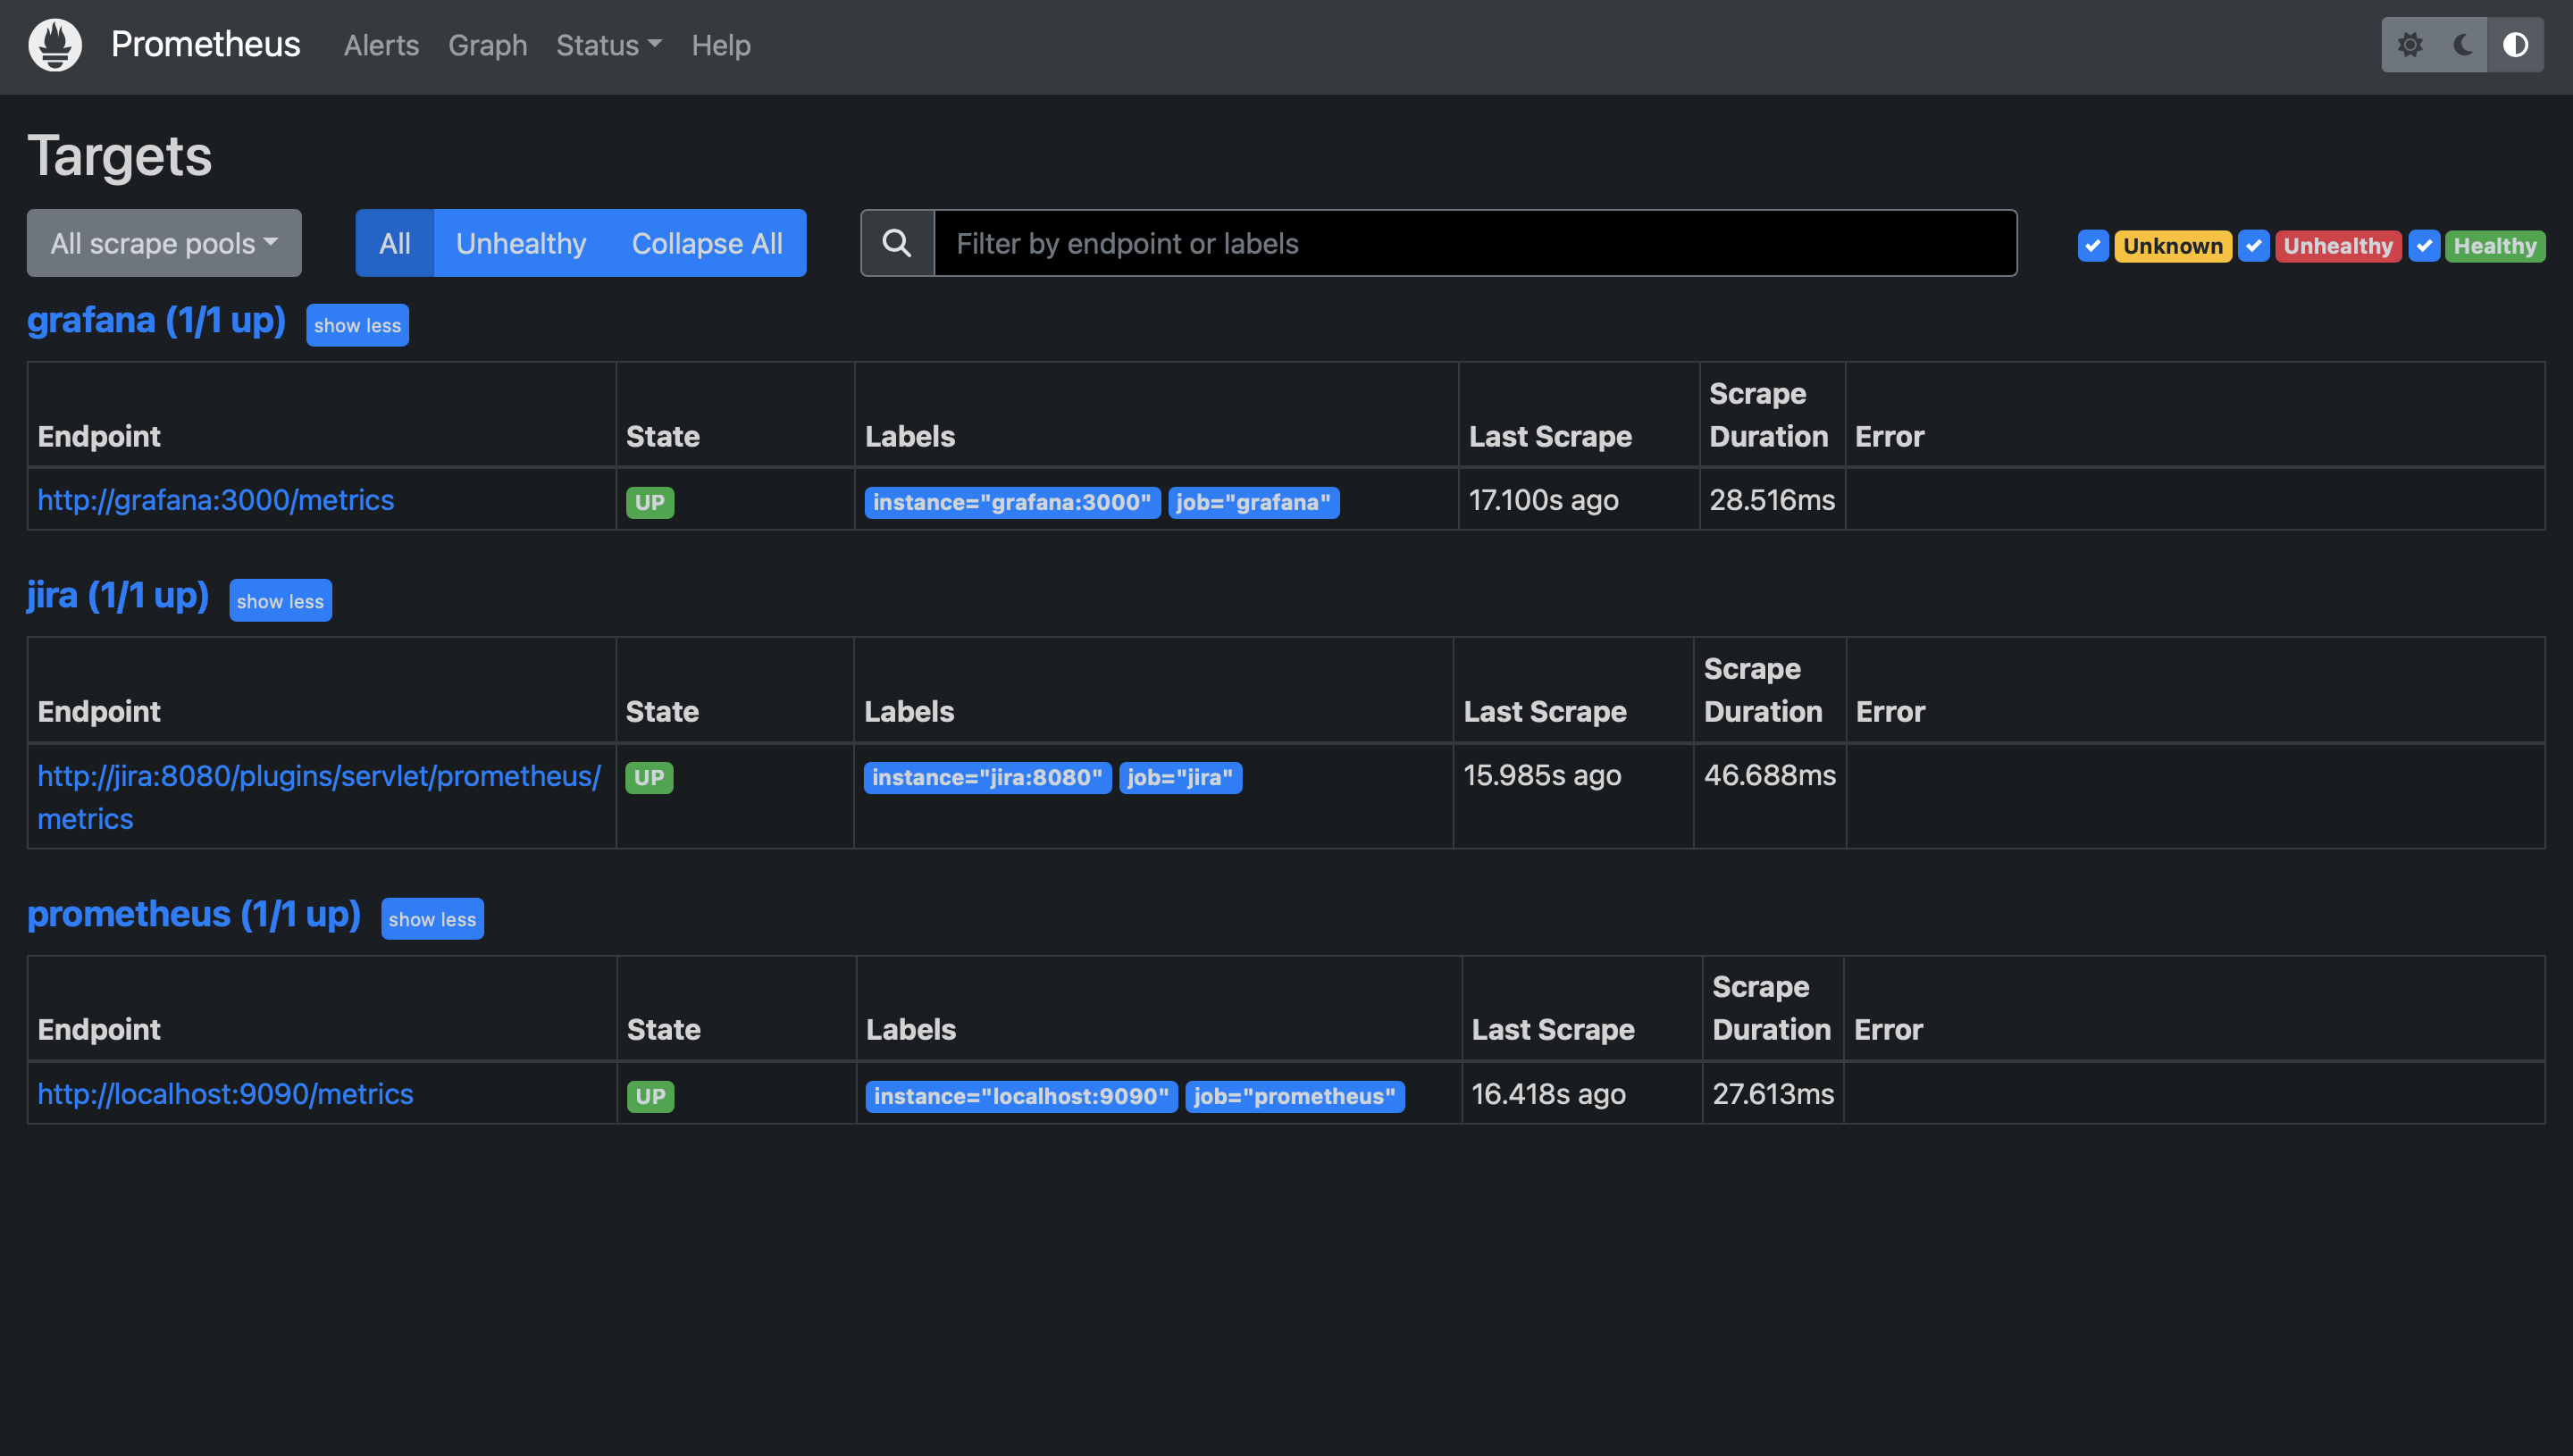 Prometheus Alerts Graph Status Help
Targets
All scrape pools All Unhealthy Collapse All Filter by endpoint or labels Unknown Unhealthy Healthy
grafana (1/1 up) show less
Endpoint State Labels Last Scrape Scrape Duration Error
http://grafana:3000/metrics UP instance="grafana:3000" job="grafana" 17.100s ago 28.516ms
jira (1/1 up) show less
Endpoint State Labels Last Scrape Scrape Duration Error
http://jira:8080/plugins/servlet/prometheus/ UP instance="jira:8080" job="jira" 15.985s ago 46.688ms
metrics
prometheus (1/1 up) show less
Endpoint State Labels Last Scrape Scrape Duration Error
http://localhost:9090/metrics UP instance="localhost:9090" job="prometheus" 16.418s ago 27.613ms